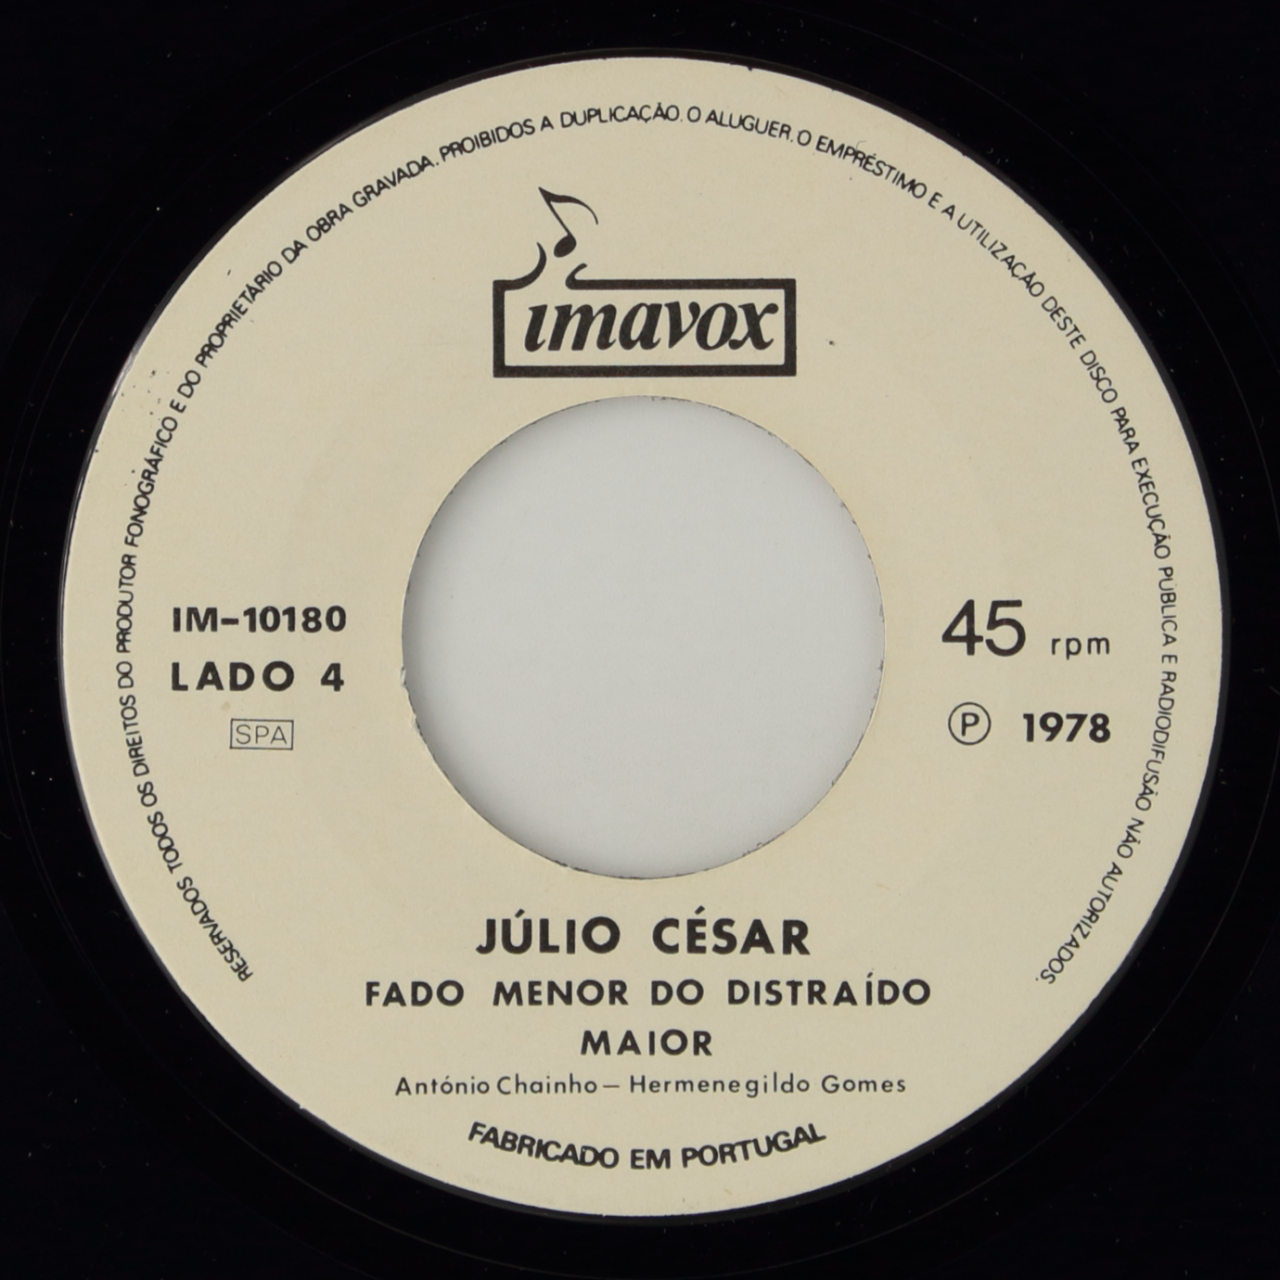 RESERVADOS TODOS OS DIREITOS DO PRODUTOR FONOGRÁFICO E DO PROPRIETÁRIO DA OBRA GRAVADA. PROIBIDOS A DUPLICAÇÃO. O ALUGUER. O EMPRÉSTIMO E A UTILIZAÇÃO DESTE DISCO PARA EXECUÇÃO PÚBLICA E RADIODIFUSÃO NÃO AUTORIZADOS.
imavox
IM-10180
LADO 4
SPA
45 rpm
Ⓟ 1978
JÚLIO CÉSAR
FADO MENOR DO DISTRAÍDO
MAIOR
António Chainho — Hermenegildo Gomes
FABRICADO EM PORTUGAL